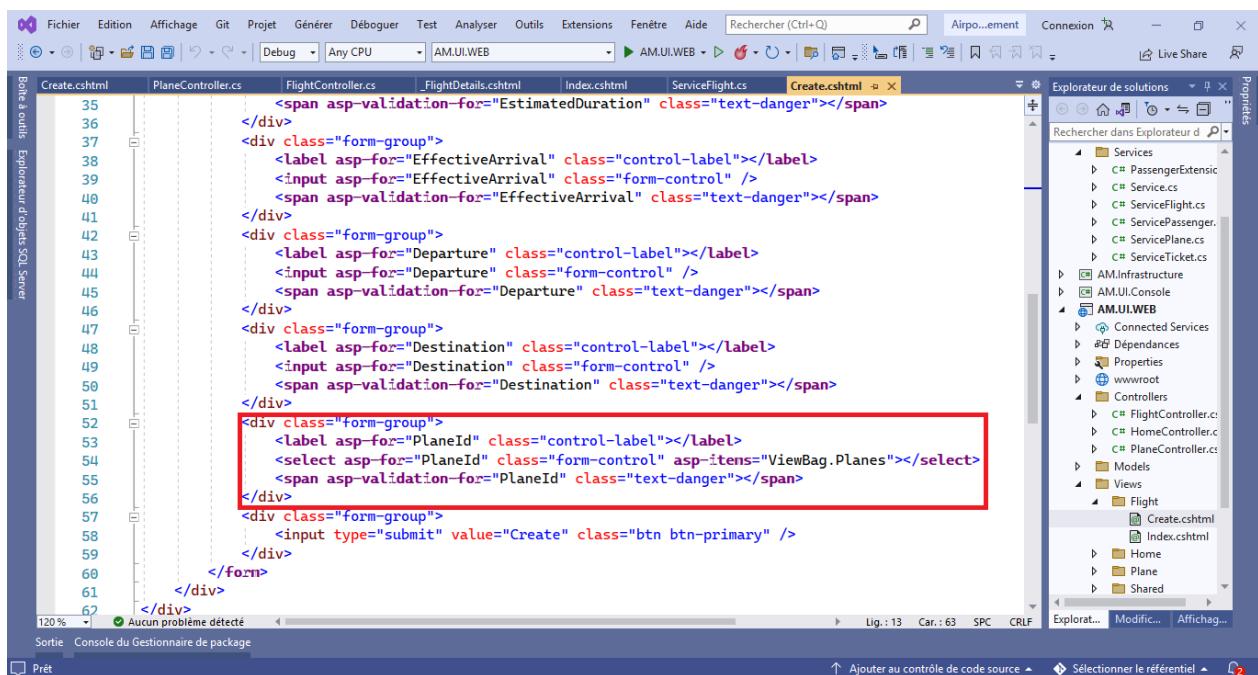 Fichier Edition Affichage Git Projet Générer Déboguer Test Analyser Outils Extensions Fenêtre Aide Rechercher (Ctrl+Q) Airpo...ement Connexion
Debug Any CPU AM.UI.WEB AM.UI.WEB Live Share
Create.cshtml PlaneController.cs FlightController.cs _FlightDetails.cshtml Index.cshtml ServiceFlight.cs Create.cshtml
Boîte à outils Explorateur d'objets SQL Server
35 <span asp-validation-for="EstimatedDuration" class="text-danger"></span>
36 </div>
37 <div class="form-group">
38 <label asp-for="EffectiveArrival" class="control-label"></label>
39 <input asp-for="EffectiveArrival" class="form-control" />
40 <span asp-validation-for="EffectiveArrival" class="text-danger"></span>
41 </div>
42 <div class="form-group">
43 <label asp-for="Departure" class="control-label"></label>
44 <input asp-for="Departure" class="form-control" />
45 <span asp-validation-for="Departure" class="text-danger"></span>
46 </div>
47 <div class="form-group">
48 <label asp-for="Destination" class="control-label"></label>
49 <input asp-for="Destination" class="form-control" />
50 <span asp-validation-for="Destination" class="text-danger"></span>
51 </div>
52 <div class="form-group">
53 <label asp-for="PlaneId" class="control-label"></label>
54 <select asp-for="PlaneId" class="form-control" asp-items="ViewBag.Planes"></select>
55 <span asp-validation-for="PlaneId" class="text-danger"></span>
56 </div>
57 <div class="form-group">
58 <input type="submit" value="Create" class="btn btn-primary" />
59 </div>
60 </form>
61 </div>
62 </div>
120 % Aucun problème détecté Lig. : 13 Car. : 63 SPC CRLF
Explorateur de solutions
Rechercher dans Explorateur d
Services
C# PassengerExtensic
C# Service.cs
C# ServiceFlight.cs
C# ServicePassenger.
C# ServicePlane.cs
C# ServiceTicket.cs
AM.Infrastructure
AM.UI.Console
AM.UI.WEB
Connected Services
Dépendances
Properties
wwwroot
Controllers
C# FlightController.cs
C# HomeController.c
C# PlaneController.cs
Models
Views
Flight
Create.cshtml
Index.cshtml
Home
Plane
Shared
Explorat... Modific... Affichag...
Propriétés
Sortie Console du Gestionnaire de package
Prêt Ajouter au contrôle de code source Sélectionner le référentiel 2